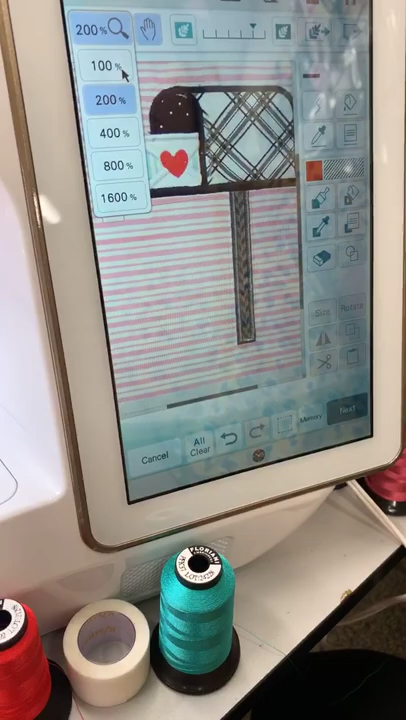 200%
100 %
200 %
400 %
800 %
1600 %
Size
Rotate
Cancel
All
Clear
Memory
Next
FLORIANI